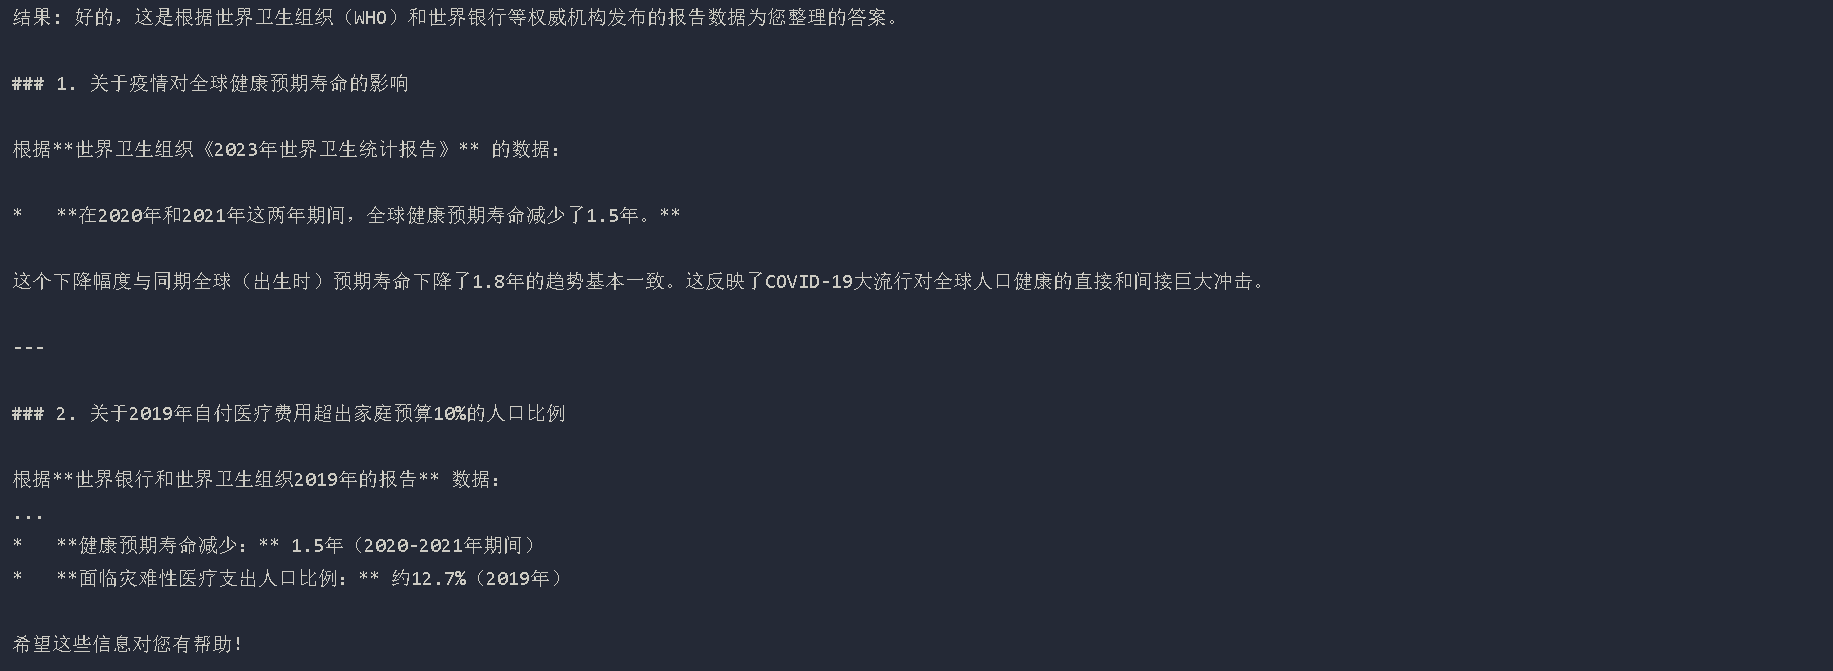 结果: 好的，这是根据世界卫生组织（WHO）和世界银行等权威机构发布的报告数据为您整理的答案。
### 1. 关于疫情对全球健康预期寿命的影响
根据**世界卫生组织《2023年世界卫生统计报告》** 的数据：
*   **在2020年和2021年这两年期间，全球健康预期寿命减少了1.5年。**
这个下降幅度与同期全球（出生时）预期寿命下降了1.8年的趋势基本一致。这反映了COVID-19大流行对全球人口健康的直接和间接巨大冲击。
---
### 2. 关于2019年自付医疗费用超出家庭预算10%的人口比例
根据**世界银行和世界卫生组织2019年的报告** 数据：
...
*   **健康预期寿命减少：** 1.5年（2020-2021年期间）
*   **面临灾难性医疗支出人口比例：** 约12.7%（2019年）
希望这些信息对您有帮助!